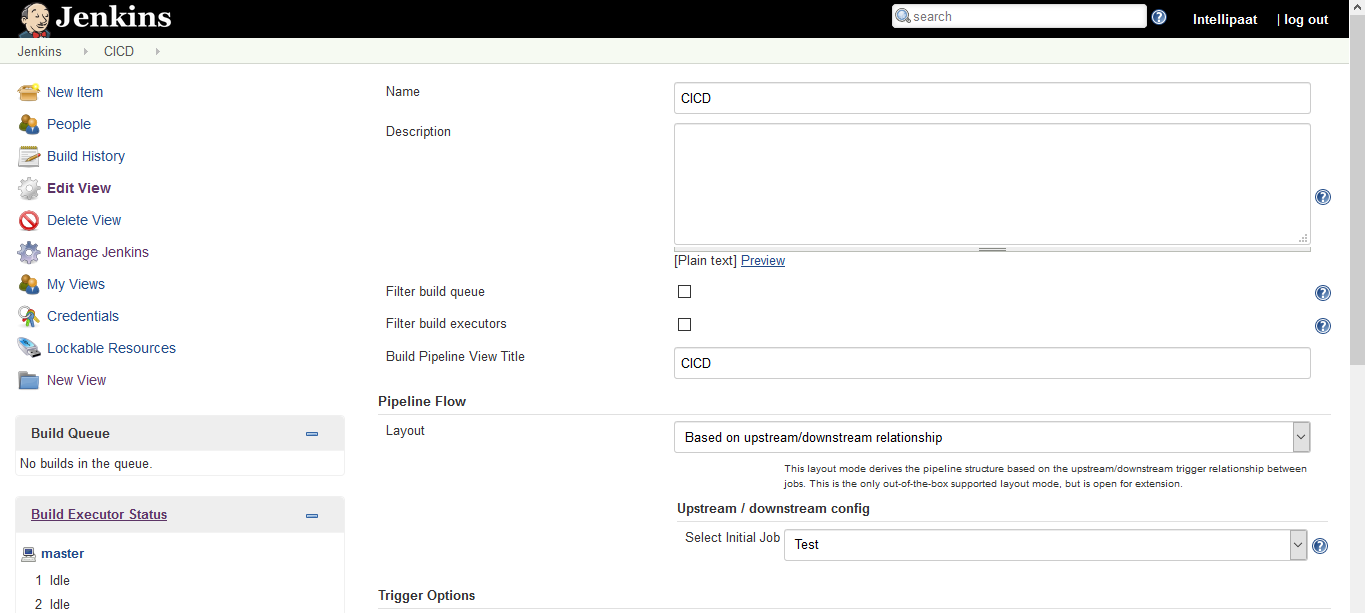 Jenkins
search
Intellipaat
| log out
Jenkins
CICD
New Item
People
Build History
Edit View
Delete View
Manage Jenkins
My Views
Credentials
Lockable Resources
New View
Build Queue
No builds in the queue.
Build Executor Status
master
1 Idle
2 Idle
Name
CICD
Description
[Plain text] Preview
Filter build queue
Filter build executors
Build Pipeline View Title
CICD
Pipeline Flow
Layout
Based on upstream/downstream relationship
This layout mode derives the pipeline structure based on the upstream/downstream trigger relationship between
jobs. This is the only out-of-the-box supported layout mode, but is open for extension.
Upstream / downstream config
Select Initial Job
Test
Trigger Options